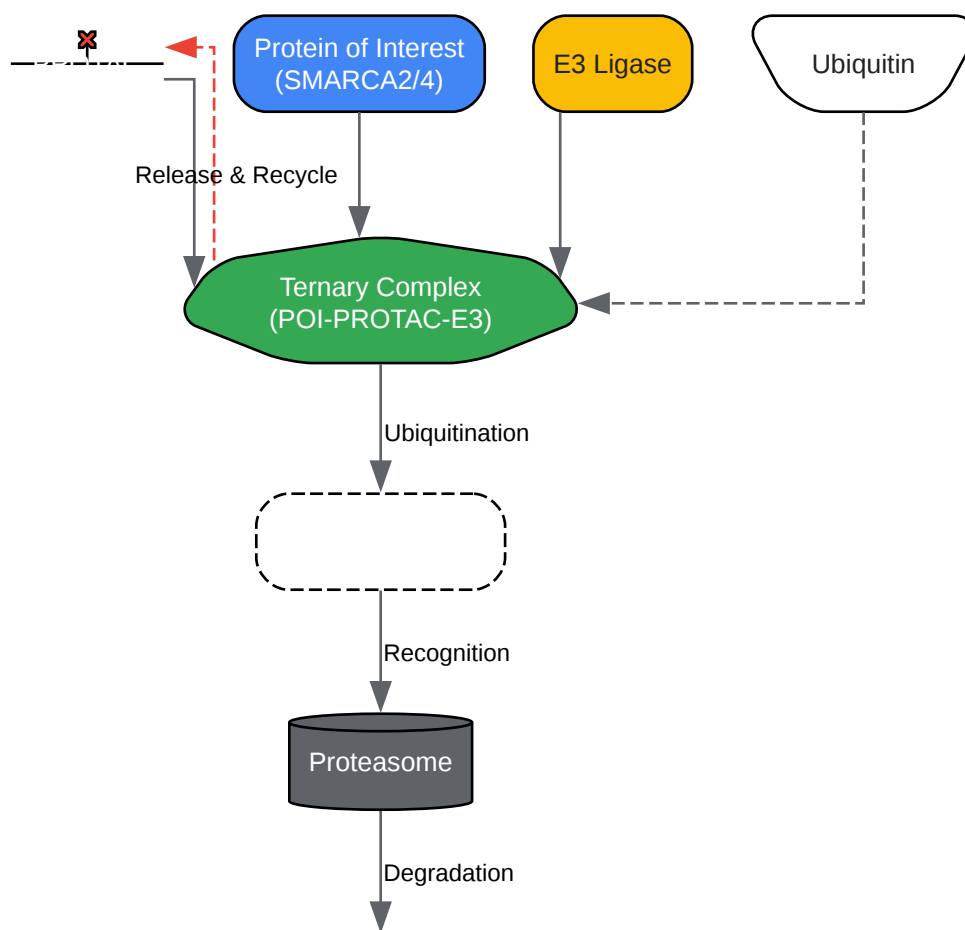 Protein of Interest
(SMARCA2/4)
E3 Ligase
Ubiquitin
Release & Recycle
Ternary Complex
(POI-PROTAC-E3)
Ubiquitination
Recognition
Proteasome
Degradation